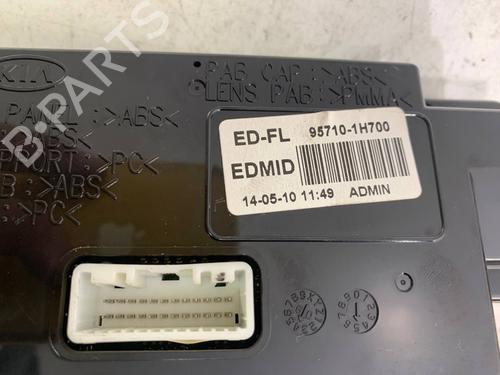 KIA
PAB CAP :>ABS<
LENS PAB :>PMMA<
PANEL :>ABS<
>ABS<
PPORT :>PC<
B :>ABS<
:>PC<
ED-FL 95710-1H700
EDMID
14-05-10 11:49 ADMIN
B-PARTS